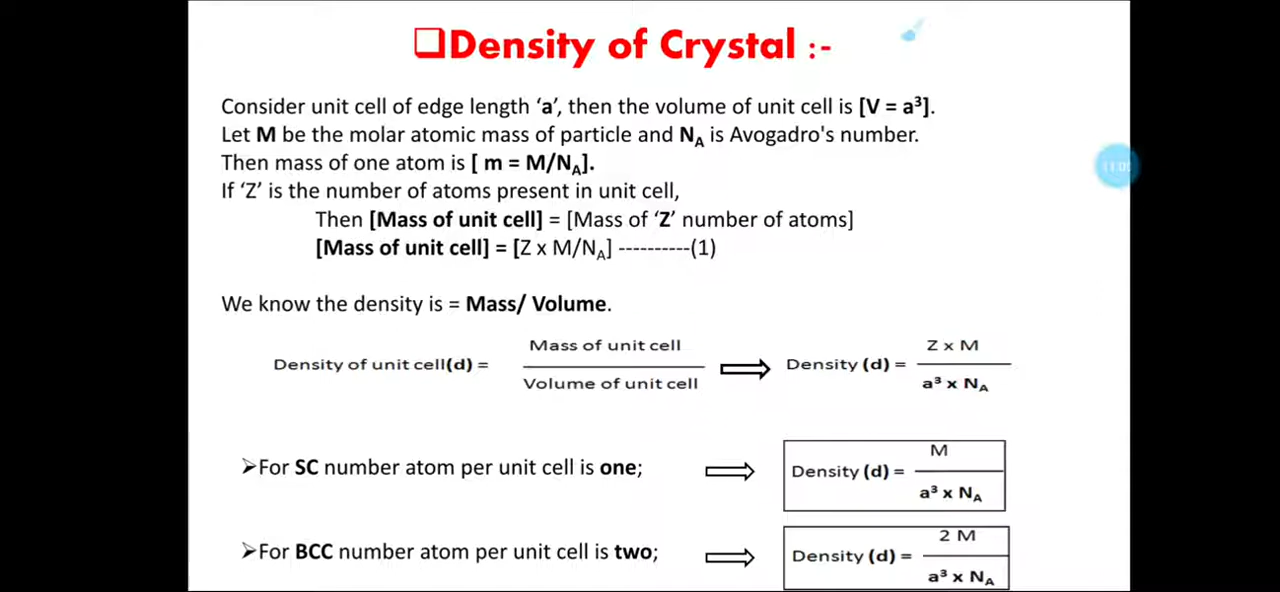 ❑Density of Crystal :-
Consider unit cell of edge length ‘a’, then the volume of unit cell is [V = a³].
Let M be the molar atomic mass of particle and N_A is Avogadro's number.
Then mass of one atom is [ m = M/N_A].
If ‘Z’ is the number of atoms present in unit cell,
Then [Mass of unit cell] = [Mass of ‘Z’ number of atoms]
[Mass of unit cell] = [Z x M/N_A] ----------(1)
We know the density is = Mass/ Volume.
Density of unit cell(d) = Mass of unit cell / Volume of unit cell ⇨ Density (d) = Z x M / a³ x N_A
➢For SC number atom per unit cell is one; ⇨ Density (d) = M / a³ x N_A
➢For BCC number atom per unit cell is two; ⇨ Density (d) = 2 M / a³ x N_A